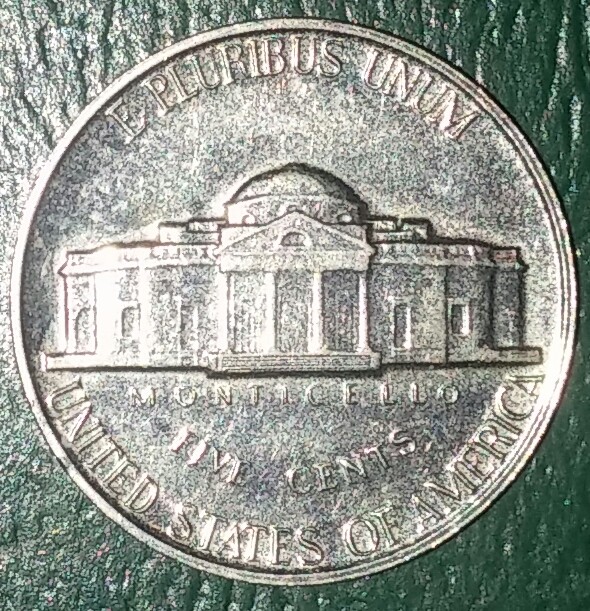 E PLURIBUS UNUM
MONTICELLO
FIVE CENTS
UNITED STATES OF AMERICA